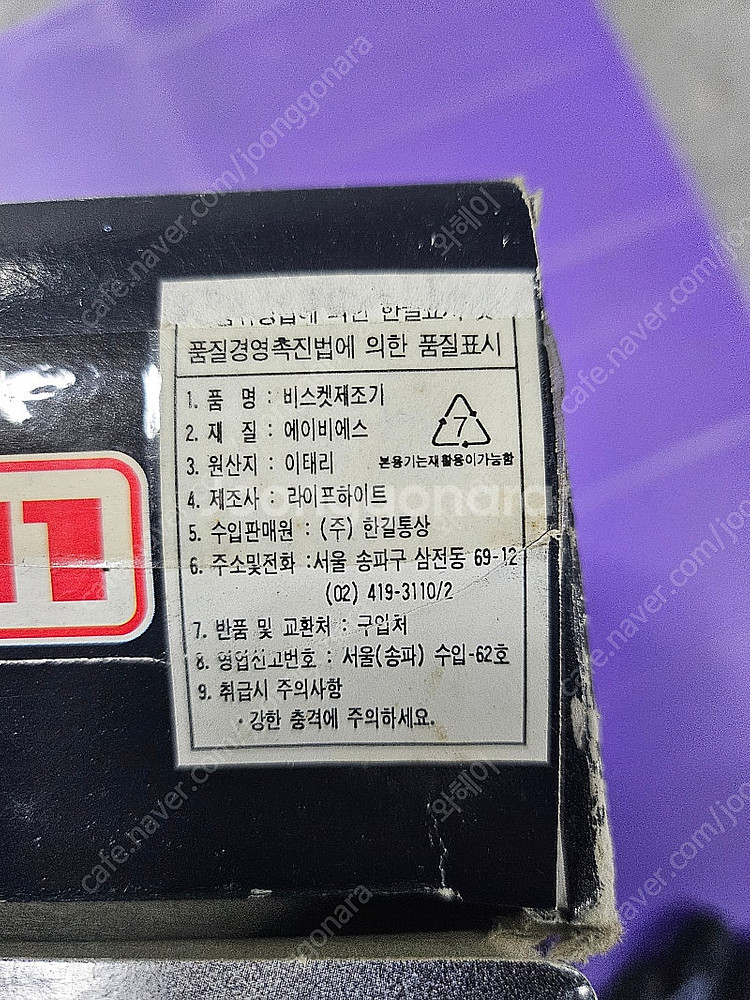 품질경영촉진법에 의한 품질표시
1. 품 명 : 비스켓제조기
2. 재 질 : 에이비에스
3. 원산지 : 이태리
7
본용기는재활용이가능함
4. 제조사 : 라이프하이트
5. 수입판매원 : (주) 한길통상
6. 주소및전화 : 서울 송파구 삼전동 69-12
(02) 419-3110/2
7. 반품 및 교환처 : 구입처
8. 영업신고번호 : 서울(송파) 수입-62호
9. 취급시 주의사항
· 강한 충격에 주의하세요.
cafe.naver.com/joonggonara
와헤이
joonggonara